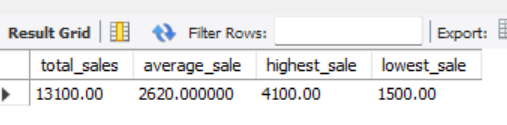 Result Grid Filter Rows: Export:
total_sales average_sale highest_sale lowest_sale
13100.00 2620.000000 4100.00 1500.00